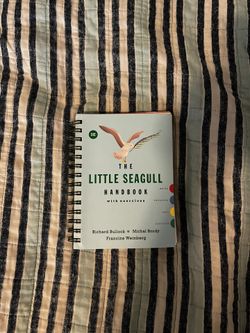 THE
LITTLE SEAGULL
HANDBOOK
with exercises
Richard Bullock • Michal Brody
Francine Weinberg